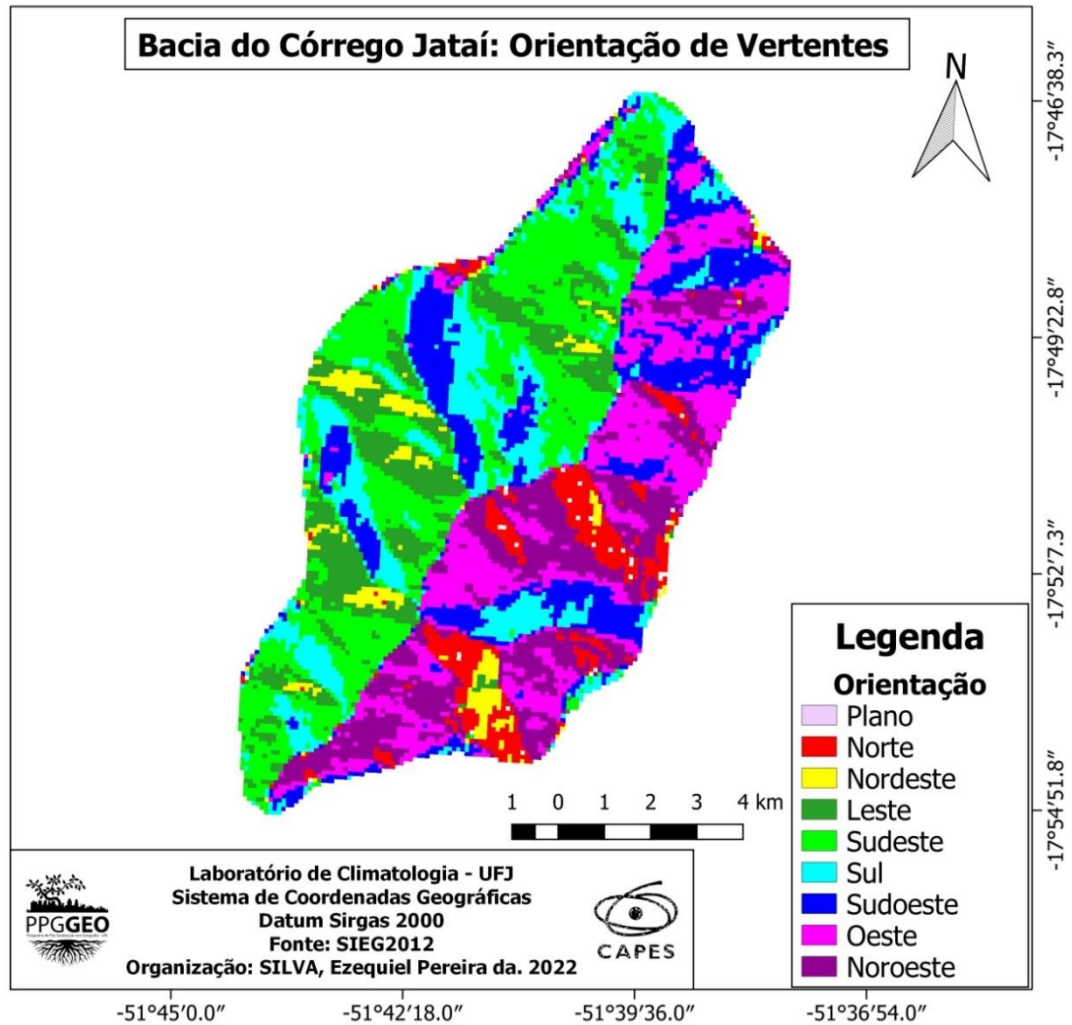 Bacia do Córrego Jataí: Orientação de Vertentes
N
-17°46'38.3"
-17°49'22.8"
-17°52'7.3"
-17°54'51.8"
Legenda
Orientação
Plano
Norte
Nordeste
Leste
Sudeste
Sul
Sudoeste
Oeste
Noroeste
1 0 1 2 3 4 km
Laboratório de Climatologia - UFJ
Sistema de Coordenadas Geográficas
Datum Sirgas 2000
Fonte: SIEG2012
Organização: SILVA, Ezequiel Pereira da. 2022
PPGGEO
CAPES
-51°45'0.0" -51°42'18.0" -51°39'36.0" -51°36'54.0"